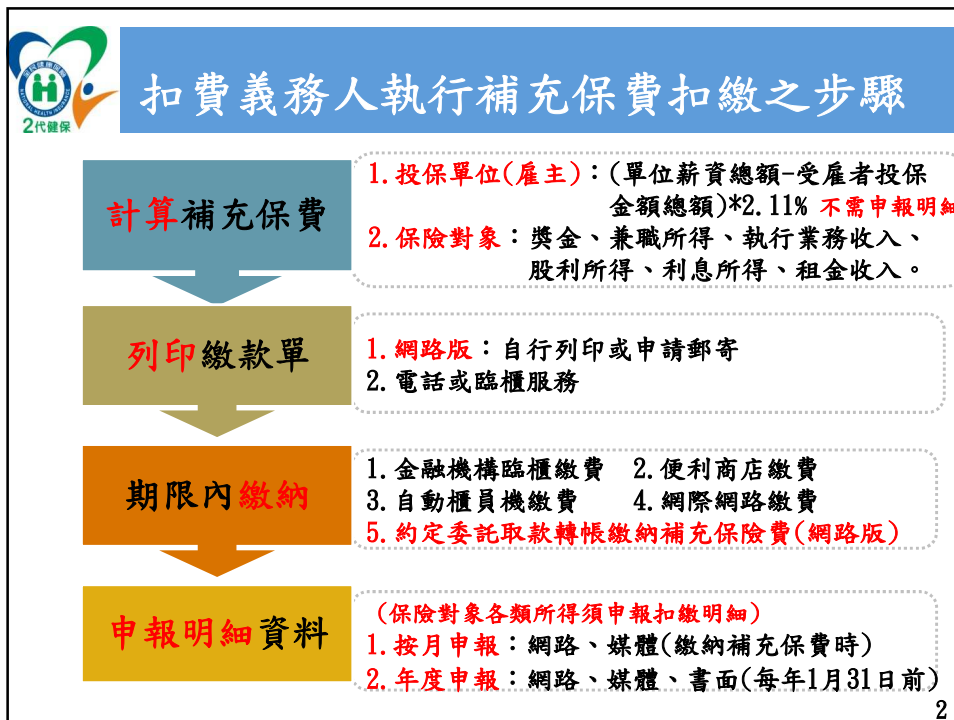 2代健保
扣費義務人執行補充保費扣繳之步驟
計算補充保費
1.投保單位(雇主)：(單位薪資總額-受雇者投保
金額總額)*2.11% 不需申報明細
2.保險對象：獎金、兼職所得、執行業務收入、
股利所得、利息所得、租金收入。
列印繳款單
1.網路版：自行列印或申請郵寄
2.電話或臨櫃服務
期限內繳納
1.金融機構臨櫃繳費 2.便利商店繳費
3.自動櫃員機繳費 4.網際網路繳費
5.約定委託取款轉帳繳納補充保險費(網路版)
申報明細資料
(保險對象各類所得須申報扣繳明細)
1.按月申報：網路、媒體(繳納補充保費時)
2.年度申報：網路、媒體、書面(每年1月31日前)
2